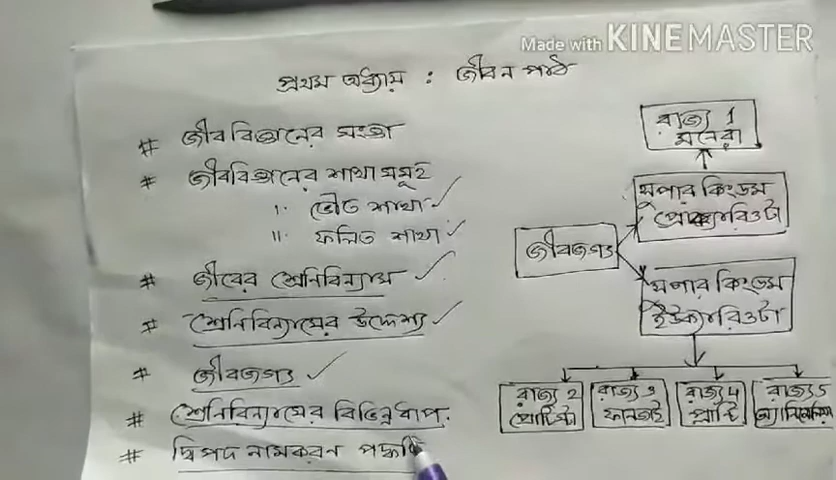 Made with KINEMASTER
প্রথম অধ্যায় : জীবন পাঠ
# জীববিজ্ঞানের সংজ্ঞা
# জীববিজ্ঞানের শাখাসমূহ
i. ভৌত শাখা
ii. ফলিত শাখা
# জীবের শ্রেণিবিন্যাস
# শ্রেণিবিন্যাসের উদ্দেশ্য
# জীবজগৎ
# শ্রেণিবিন্যাসের বিভিন্ন ধাপ.
# দ্বিপদ নামকরণ পদ্ধতি
রাজ্য 1
মনেরা
সুপার কিংডম
প্রোক্যারিওটা
জীবজগৎ
সুপার কিংডম
ইউক্যারিওটা
রাজ্য 2
প্রোটিস্টা
রাজ্য 3
ফানজাই
রাজ্য 4
প্লান্টি
রাজ্য 5
অ্যানিমেলিয়া